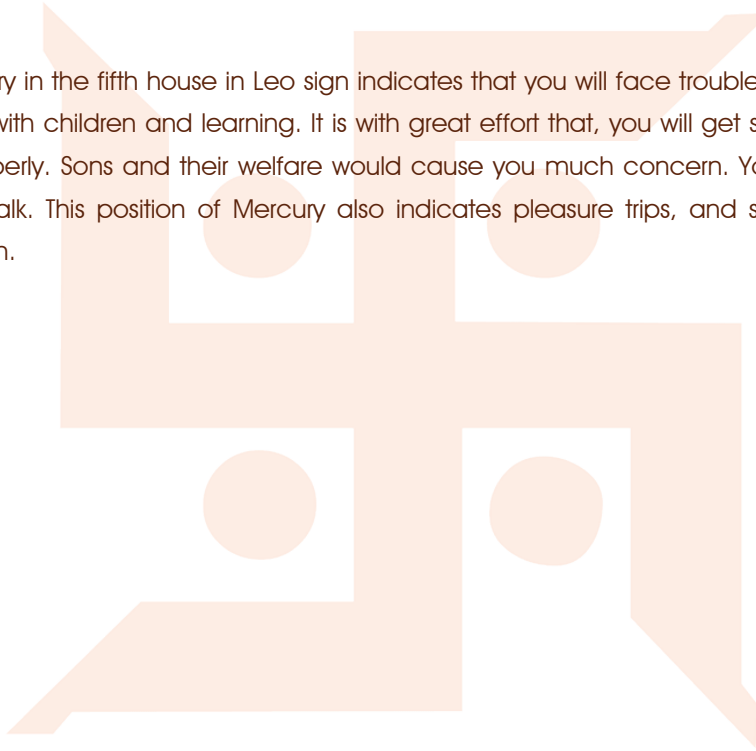 ry in the fifth house in Leo sign indicates that you will face trouble
with children and learning. It is with great effort that, you will get s
perly. Sons and their welfare would cause you much concern. Yo
alk. This position of Mercury also indicates pleasure trips, and s
n.